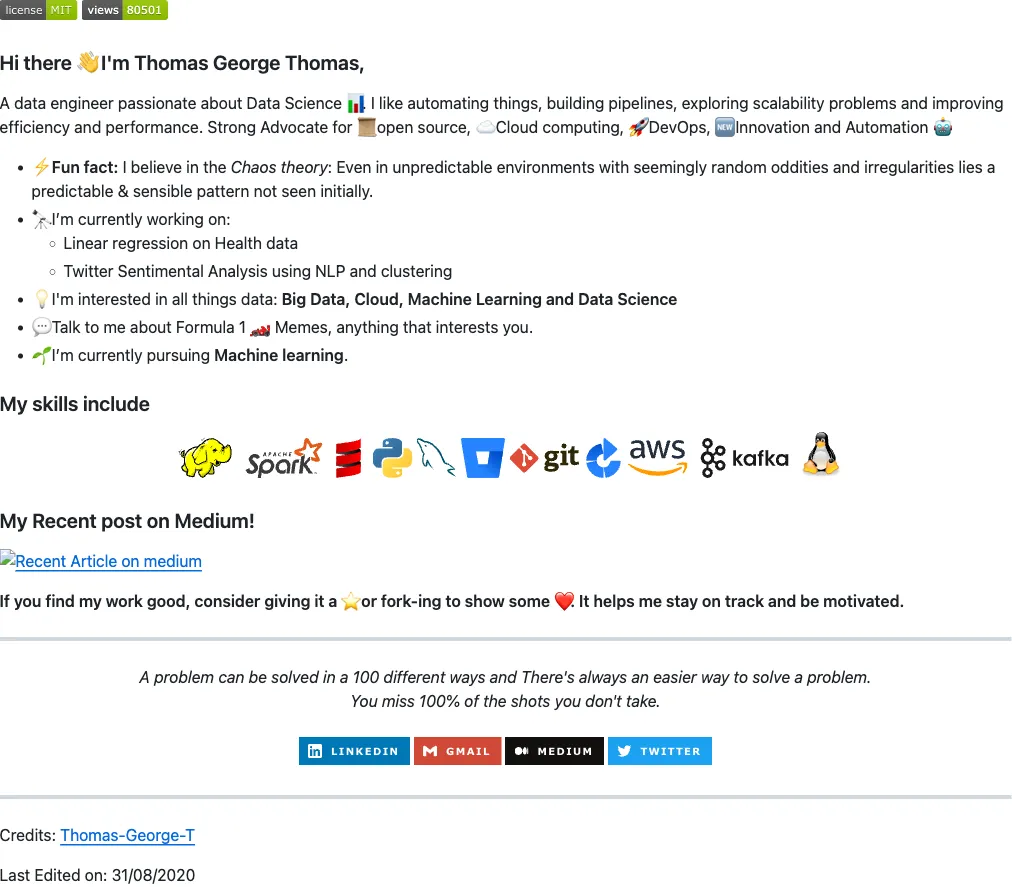 license MIT views 80501
Hi there 👋I'm Thomas George Thomas,
A data engineer passionate about Data Science 📊 I like automating things, building pipelines, exploring scalability problems and improving
efficiency and performance. Strong Advocate for 📜open source, ☁️Cloud computing, 🚀DevOps, 🆕Innovation and Automation 🤖
• ⚡Fun fact: I believe in the Chaos theory: Even in unpredictable environments with seemingly random oddities and irregularities lies a
predictable & sensible pattern not seen initially.
• 🔭I'm currently working on:
◦ Linear regression on Health data
◦ Twitter Sentimental Analysis using NLP and clustering
• 💡I'm interested in all things data: Big Data, Cloud, Machine Learning and Data Science
• 💬Talk to me about Formula 1 🏎️ Memes, anything that interests you.
• 🌱I'm currently pursuing Machine learning.
My skills include
APACHE Spark git aws kafka
My Recent post on Medium!
Recent Article on medium
If you find my work good, consider giving it a ⭐or fork-ing to show some ❤️. It helps me stay on track and be motivated.
A problem can be solved in a 100 different ways and There's always an easier way to solve a problem.
You miss 100% of the shots you don't take.
LINKEDIN GMAIL MEDIUM TWITTER
Credits: Thomas-George-T
Last Edited on: 31/08/2020